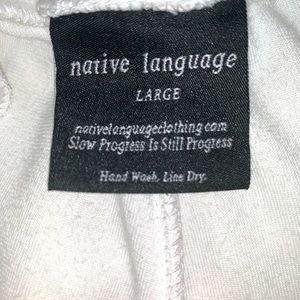 native language
LARGE
nativelanguageclothing.com
Slow Progress Is Still Progress
Hand Wash, Line Dry.